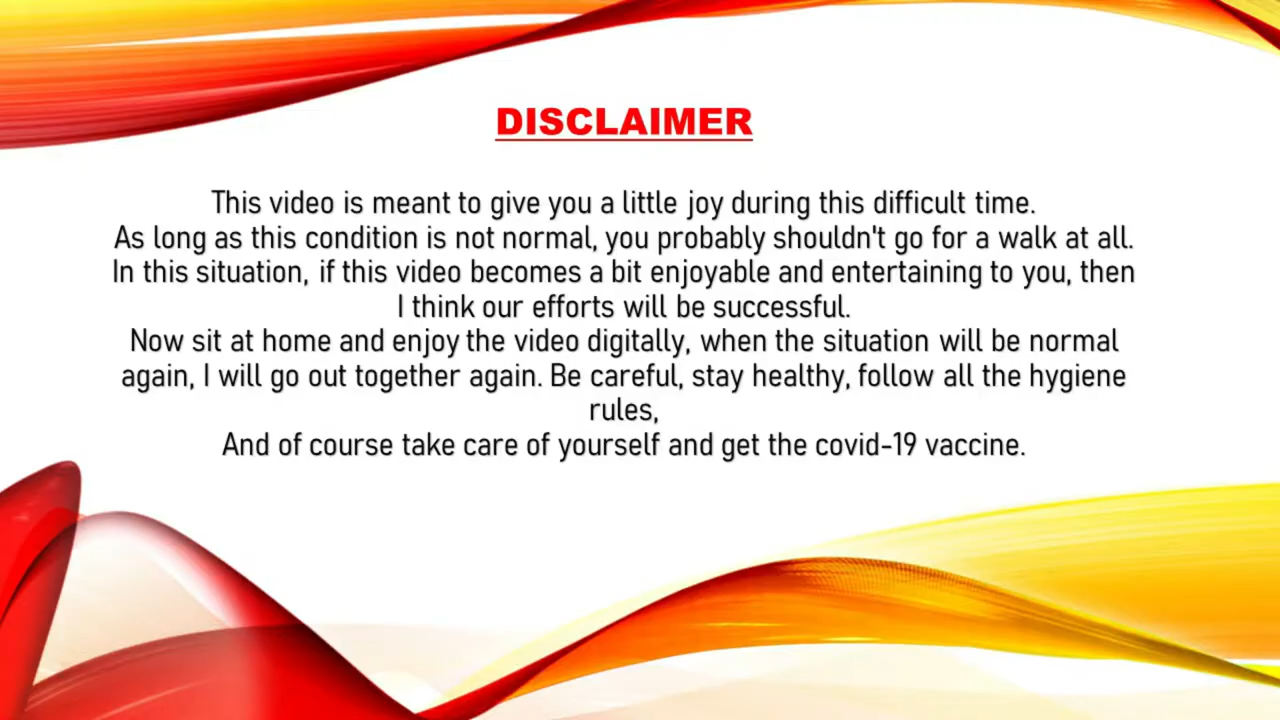 DISCLAIMER
This video is meant to give you a little joy during this difficult time.
As long as this condition is not normal, you probably shouldn't go for a walk at all.
In this situation, if this video becomes a bit enjoyable and entertaining to you, then
I think our efforts will be successful.
Now sit at home and enjoy the video digitally, when the situation will be normal
again, I will go out together again. Be careful, stay healthy, follow all the hygiene
rules,
And of course take care of yourself and get the covid-19 vaccine.